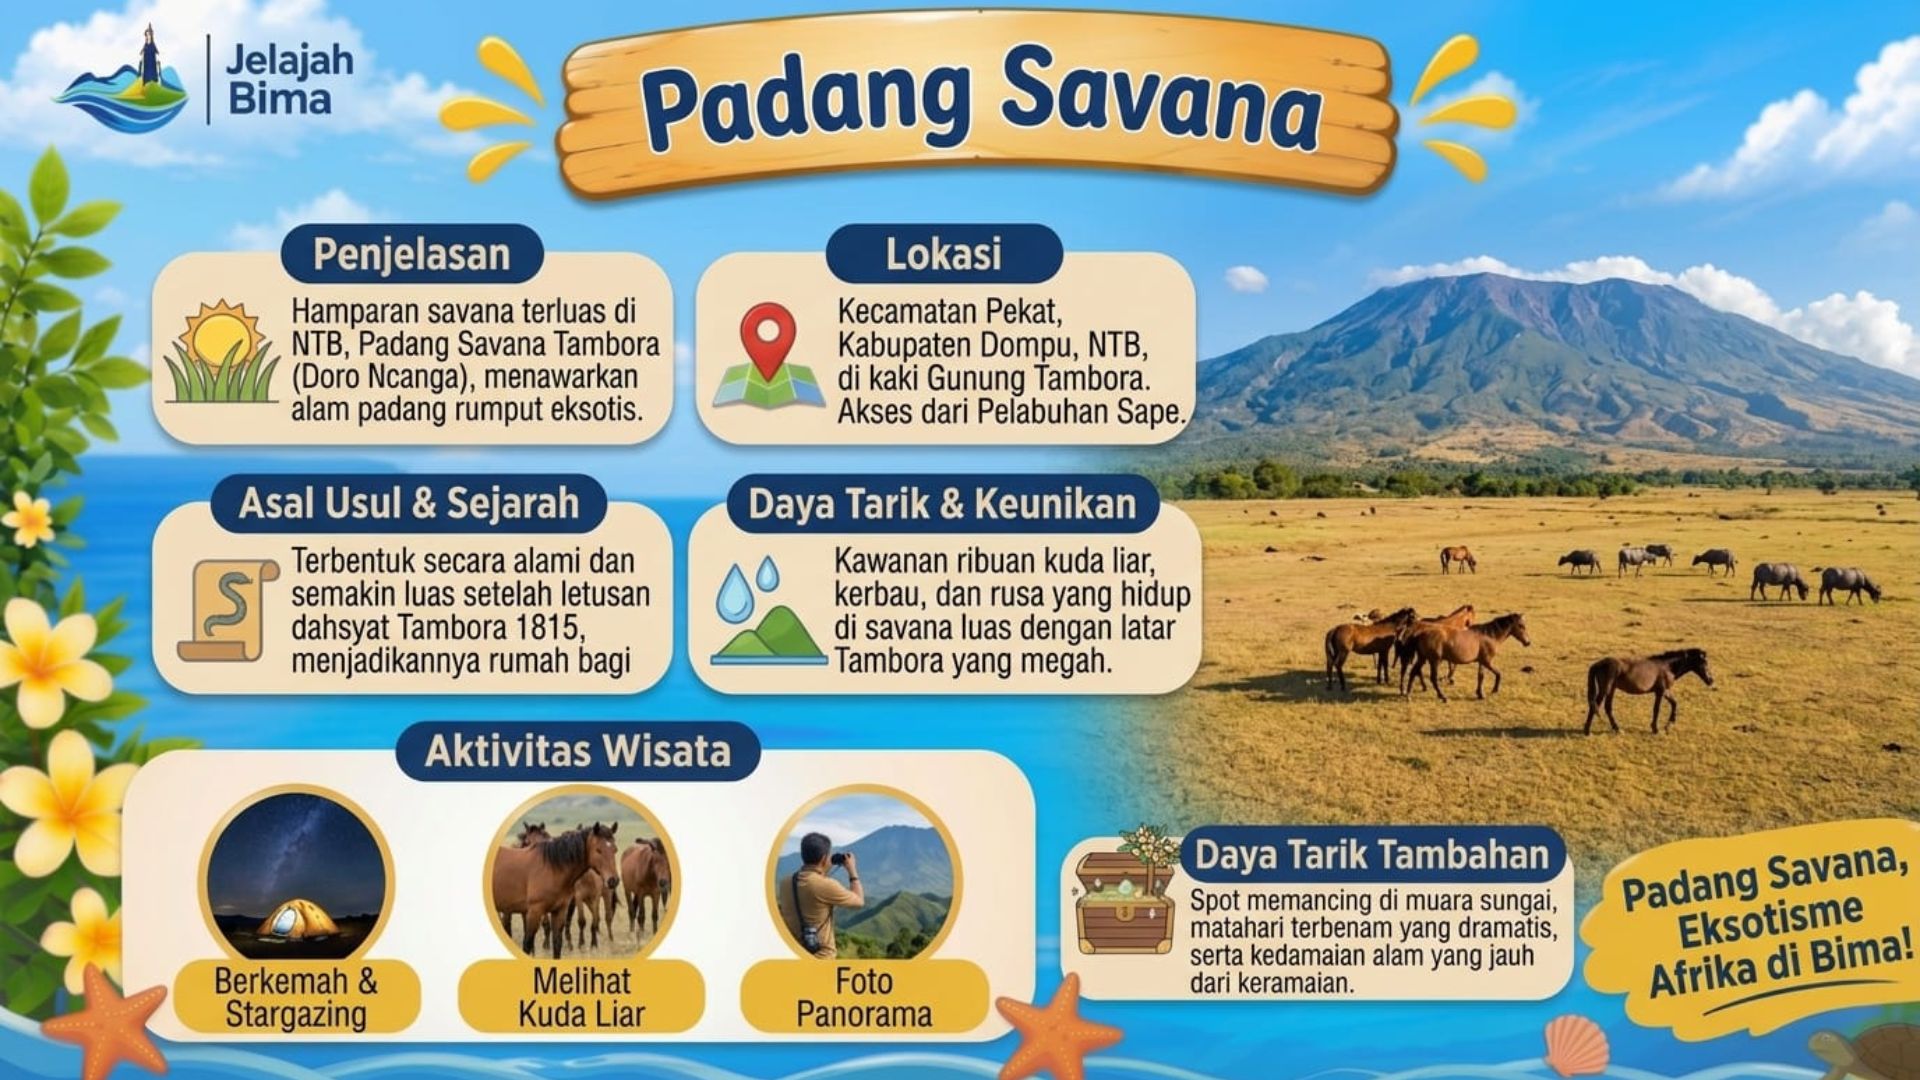 Jelajah
Bima
Padang Savana
Penjelasan
Hamparan savana terluas di
NTB, Padang Savana Tambora
(Doro Ncanga), menawarkan
alam padang rumput eksotis.
Lokasi
Kecamatan Pekat,
Kabupaten Dompu, NTB,
di kaki Gunung Tambora.
Akses dari Pelabuhan Sape.
Asal Usul & Sejarah
Terbentuk secara alami dan
semakin luas setelah letusan
dahsyat Tambora 1815,
menjadikannya rumah bagi
Daya Tarik & Keunikan
Kawanan ribuan kuda liar,
kerbau, dan rusa yang hidup
di savana luas dengan latar
Tambora yang megah.
Aktivitas Wisata
Berkemah &
Stargazing
Melihat
Kuda Liar
Foto
Panorama
Daya Tarik Tambahan
Spot memancing di muara sungai,
matahari terbenam yang dramatis,
serta kedamaian alam yang jauh
dari keramaian.
Padang Savana,
Eksotisme
Afrika di Bima!